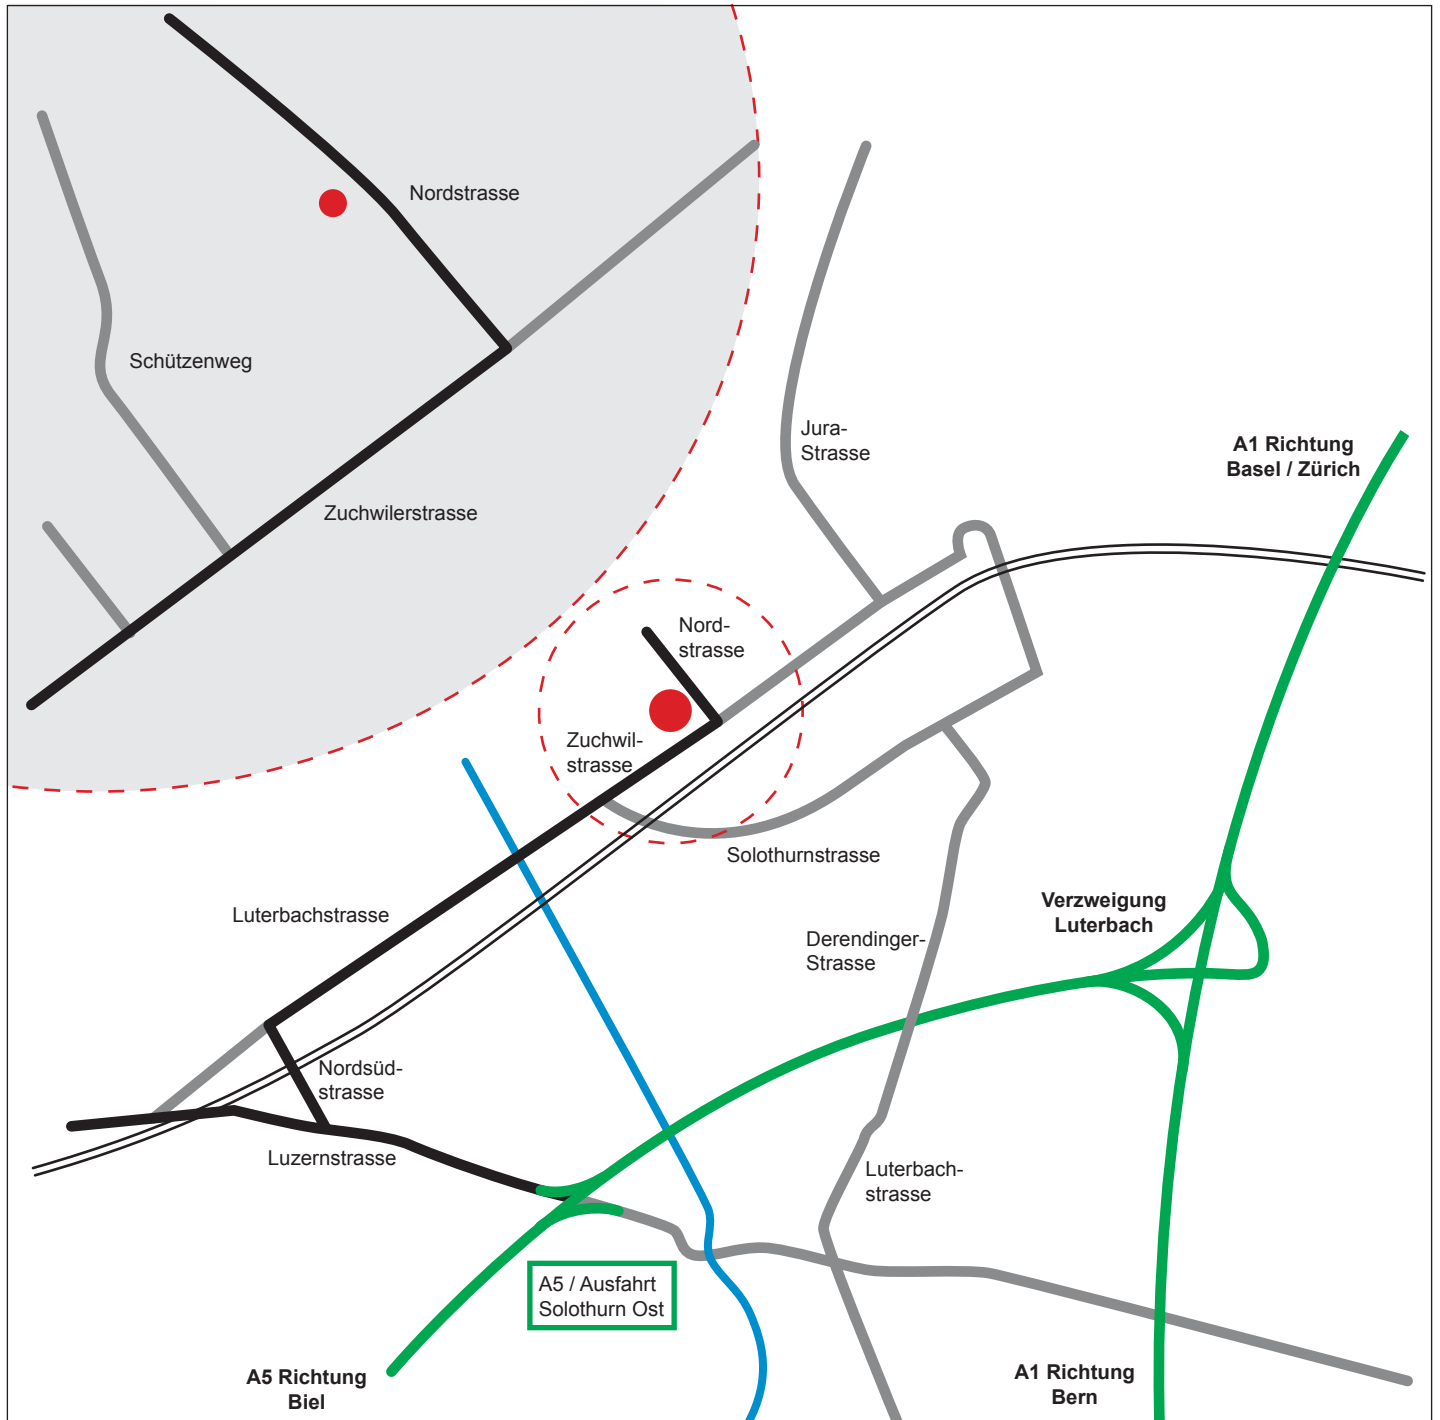 Nordstrasse
Schützenweg
Zuchwilerstrasse
Jura-
Strasse
A1 Richtung
Basel / Zürich
Nord-
strasse
Zuchwil-
strasse
Solothurnstrasse
Luterbachstrasse
Verzweigung
Luterbach
Derendinger-
Strasse
Nordsüd-
strasse
Luzernstrasse
Luterbach-
strasse
A5 / Ausfahrt
Solothurn Ost
A5 Richtung
Biel
A1 Richtung
Bern